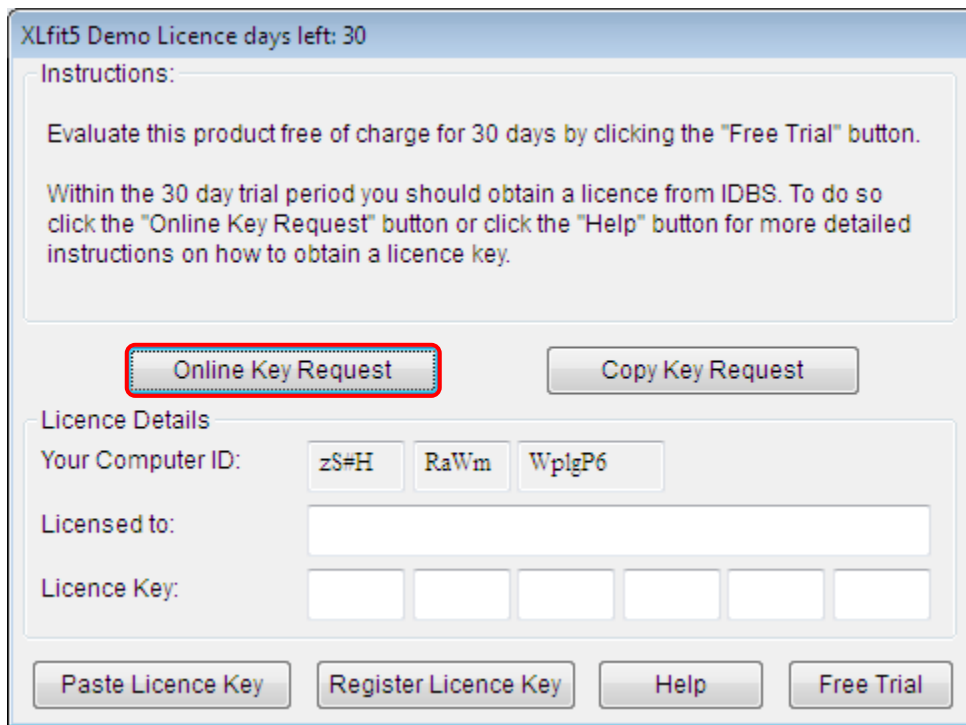 XLfit5 Demo Licence days left: 30
Instructions:
Evaluate this product free of charge for 30 days by clicking the "Free Trial" button.
Within the 30 day trial period you should obtain a licence from IDBS. To do so
click the "Online Key Request" button or click the "Help" button for more detailed
instructions on how to obtain a licence key.
Online Key Request Copy Key Request
Licence Details
Your Computer ID: zS#H RaWm WplgP6
Licensed to:
Licence Key:
Paste Licence Key Register Licence Key Help Free Trial